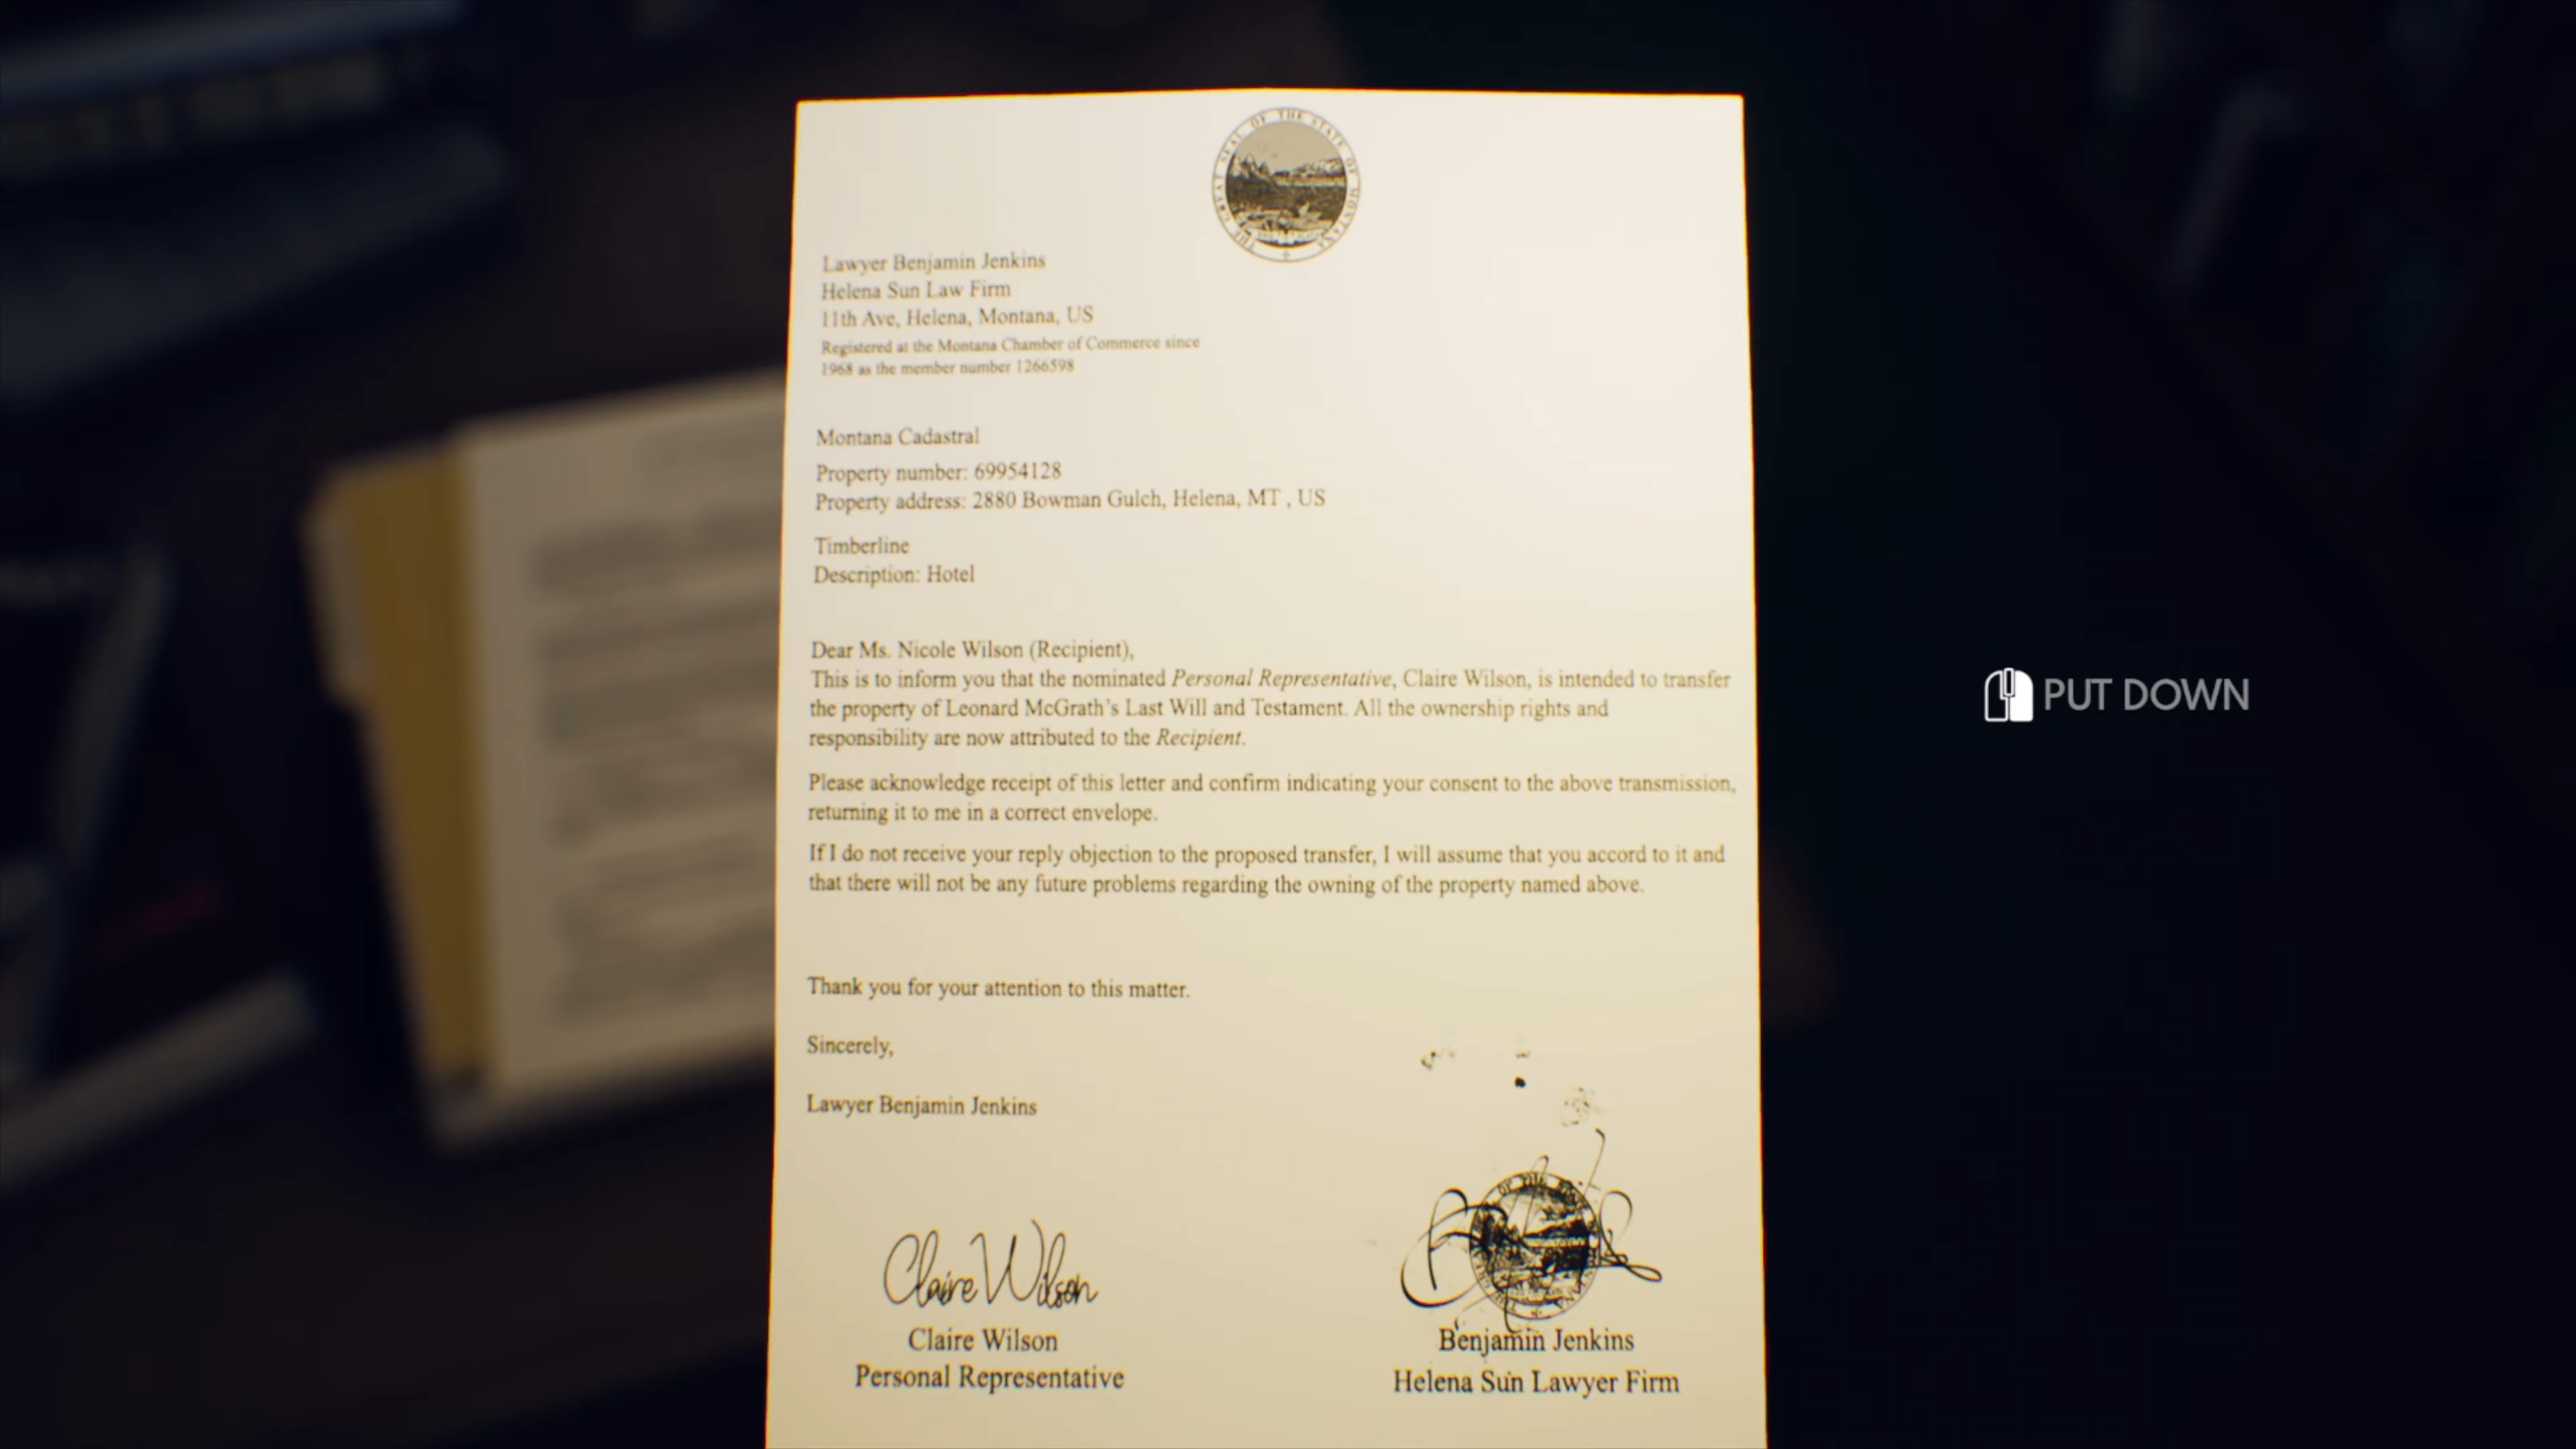 THE GREAT SEAL OF THE STATE OF MONTANA
Lawyer Benjamin Jenkins
Helena Sun Law Firm
11th Ave, Helena, Montana, US
Registered at the Montana Chamber of Commerce since
1968 as the member number 1266598
Montana Cadastral
Property number: 69954128
Property address: 2880 Bowman Gulch, Helena, MT , US
Timberline
Description: Hotel
Dear Ms. Nicole Wilson (Recipient),
This is to inform you that the nominated Personal Representative, Claire Wilson, is intended to transfer
the property of Leonard McGrath's Last Will and Testament. All the ownership rights and
responsibility are now attributed to the Recipient.
Please acknowledge receipt of this letter and confirm indicating your consent to the above transmission,
returning it to me in a correct envelope.
If I do not receive your reply objection to the proposed transfer, I will assume that you accord to it and
that there will not be any future problems regarding the owning of the property named above.
Thank you for your attention to this matter.
Sincerely,
Lawyer Benjamin Jenkins
Claire Wilson
Claire Wilson
Personal Representative
Benjamin Jenkins
Helena Sun Lawyer Firm
PUT DOWN